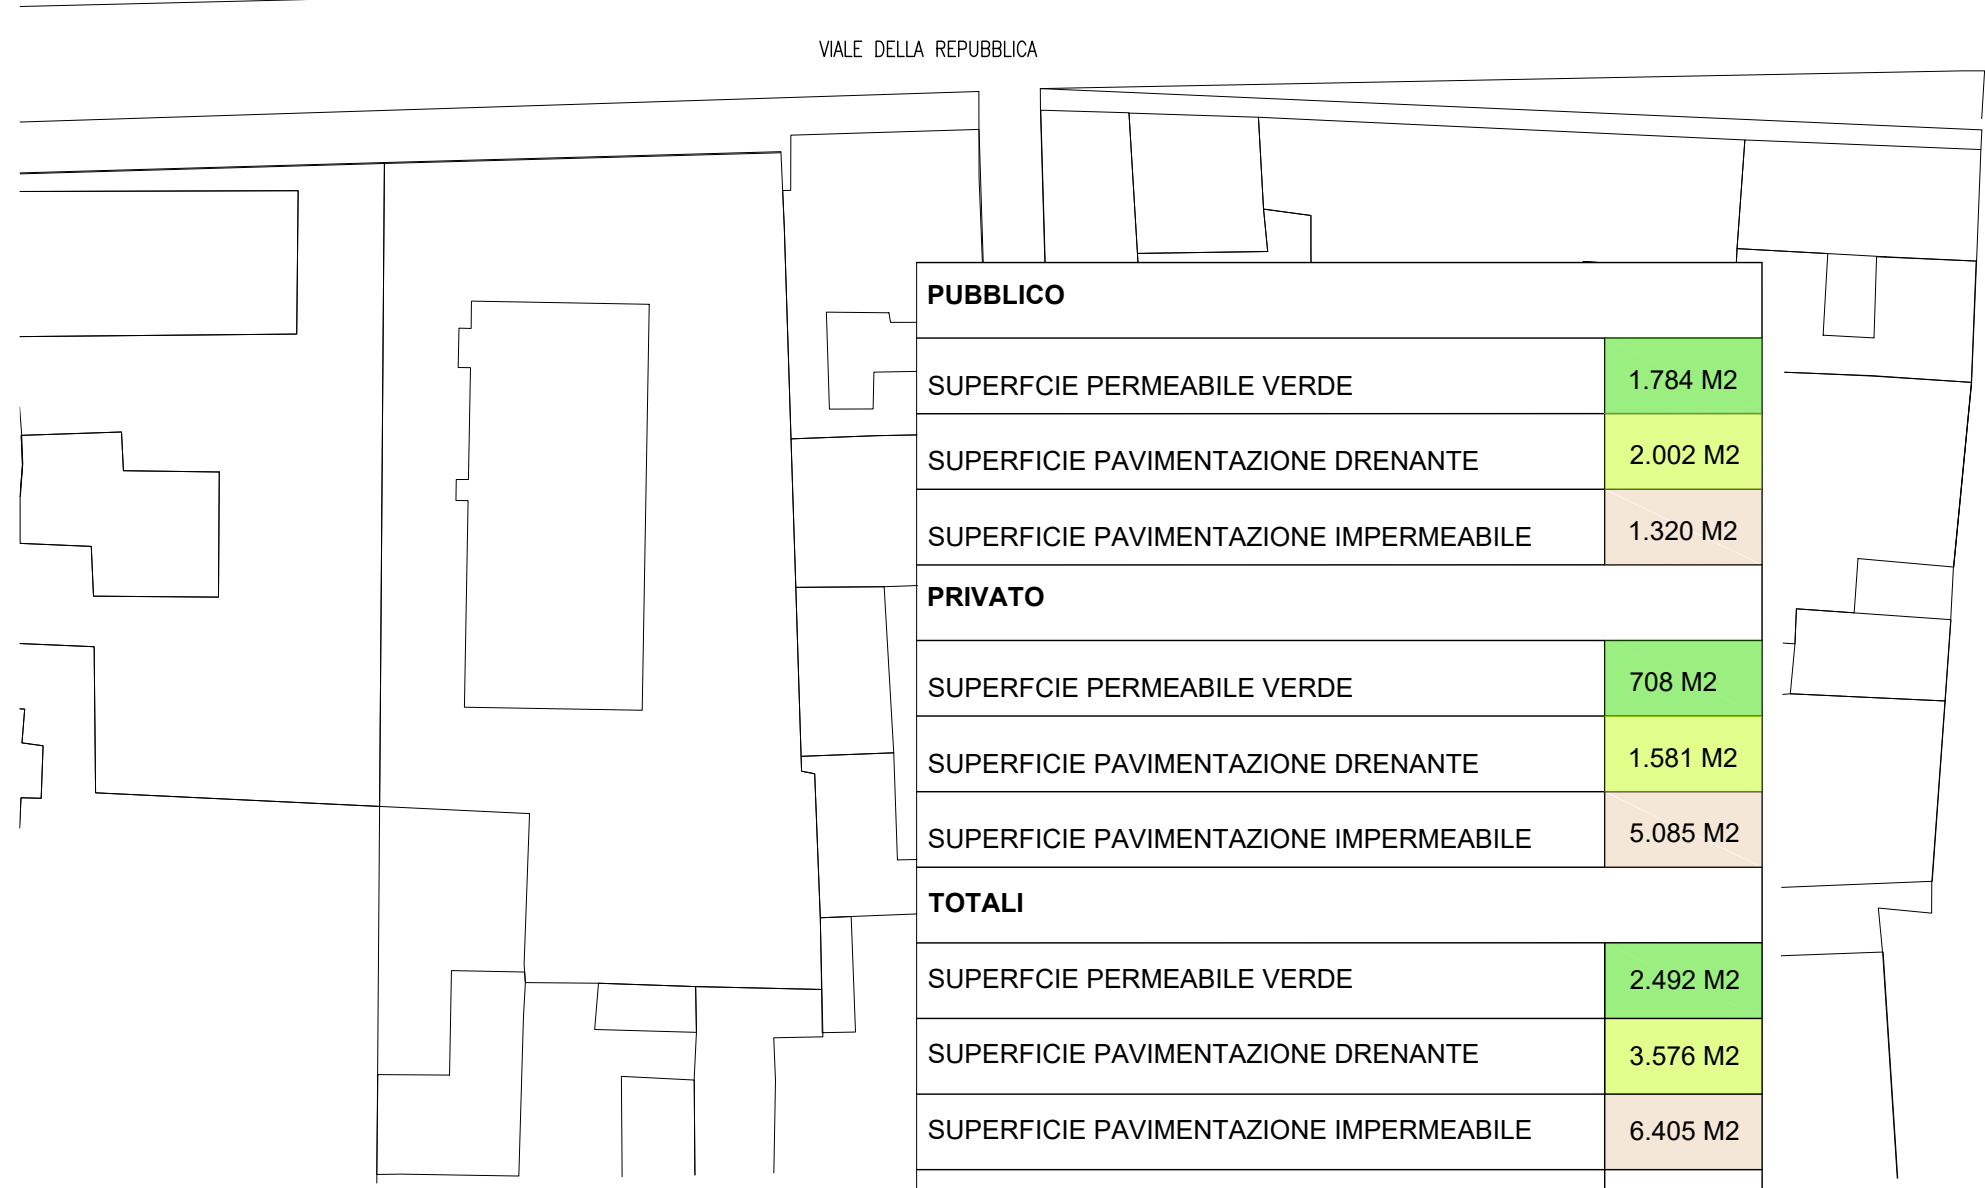 VIALE DELLA REPUBBLICA
PUBBLICO
SUPERFCIE PERMEABILE VERDE 1.784 M2
SUPERFICIE PAVIMENTAZIONE DRENANTE 2.002 M2
SUPERFICIE PAVIMENTAZIONE IMPERMEABILE 1.320 M2
PRIVATO
SUPERFCIE PERMEABILE VERDE 708 M2
SUPERFICIE PAVIMENTAZIONE DRENANTE 1.581 M2
SUPERFICIE PAVIMENTAZIONE IMPERMEABILE 5.085 M2
TOTALI
SUPERFCIE PERMEABILE VERDE 2.492 M2
SUPERFICIE PAVIMENTAZIONE DRENANTE 3.576 M2
SUPERFICIE PAVIMENTAZIONE IMPERMEABILE 6.405 M2